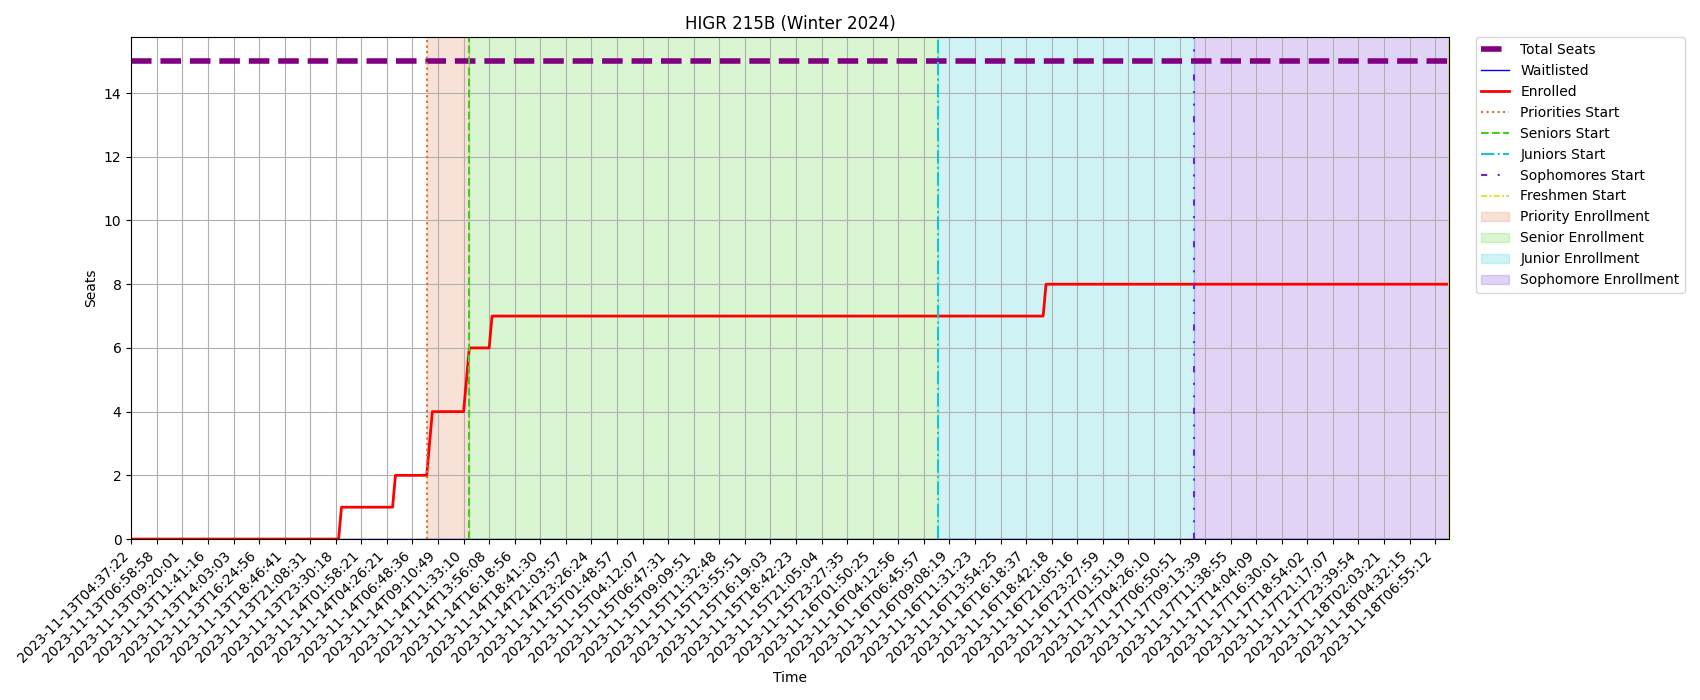 HIGR 215B (Winter 2024)
Total Seats
Waitlisted
Enrolled
Priorities Start
Seniors Start
Juniors Start
Sophomores Start
Freshmen Start
Priority Enrollment
Senior Enrollment
Junior Enrollment
Sophomore Enrollment
Seats
14
12
10
8
6
4
2
0
2023-11-13T04:37:22
2023-11-13T06:58:58
2023-11-13T09:20:01
2023-11-13T11:41:16
2023-11-13T14:03:03
2023-11-13T16:24:56
2023-11-13T18:46:41
2023-11-13T21:08:31
2023-11-13T23:30:18
2023-11-14T01:58:21
2023-11-14T04:26:21
2023-11-14T06:48:36
2023-11-14T09:10:49
2023-11-14T11:33:10
2023-11-14T13:56:08
2023-11-14T16:18:56
2023-11-14T18:41:30
2023-11-14T21:03:57
2023-11-14T23:26:24
2023-11-15T01:48:57
2023-11-15T04:12:07
2023-11-15T06:47:31
2023-11-15T09:09:51
2023-11-15T11:32:48
2023-11-15T13:55:51
2023-11-15T16:19:03
2023-11-15T18:42:23
2023-11-15T21:05:04
2023-11-15T23:27:35
2023-11-16T01:50:25
2023-11-16T04:12:56
2023-11-16T06:45:57
2023-11-16T09:08:19
2023-11-16T11:31:23
2023-11-16T13:54:25
2023-11-16T16:18:37
2023-11-16T18:42:18
2023-11-16T21:05:16
2023-11-16T23:27:59
2023-11-17T01:51:19
2023-11-17T04:26:10
2023-11-17T06:50:51
2023-11-17T09:13:39
2023-11-17T11:38:55
2023-11-17T14:04:09
2023-11-17T16:30:01
2023-11-17T18:54:02
2023-11-17T21:17:07
2023-11-17T23:39:54
2023-11-18T02:03:21
2023-11-18T04:32:15
2023-11-18T06:55:12
Time